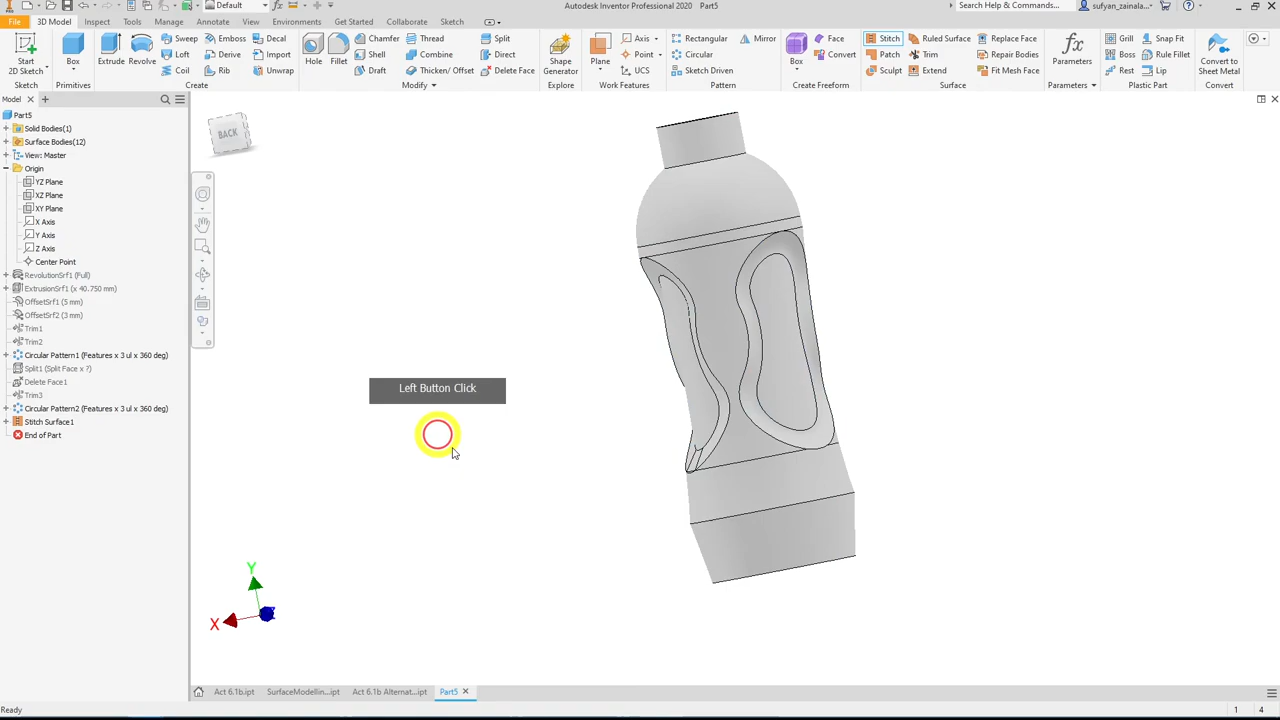 Default
Autodesk Inventor Professional 2020 Part5
Search Help & Commands...
sufyan_zainala...
File 3D Model Sketch Inspect Tools Manage Annotate View Environments Get Started Collaborate
Start
2D Sketch
Sketch
Box
Primitives
Extrude
Revolve
Sweep
Emboss
Decal
Loft
Derive
Import
Coil
Rib
Unwrap
Create
Hole
Fillet
Chamfer
Thread
Split
Shell
Combine
Direct
Draft
Thicken/ Offset
Delete Face
Modify
Shape
Generator
Explore
Plane
Axis
Point
UCS
Work Features
Rectangular
Mirror
Circular
Sketch Driven
Pattern
Box
Face
Convert
Create Freeform
Stitch
Ruled Surface
Replace Face
Patch
Trim
Repair Bodies
Sculpt
Extend
Fit Mesh Face
Surface
Parameters
Parameters
Grill
Snap Fit
Boss
Rule Fillet
Rest
Lip
Plastic Part
Convert to
Sheet Metal
Convert
Model
Part5
Solid Bodies(1)
Surface Bodies(12)
View: Master
Origin
YZ Plane
XZ Plane
XY Plane
X Axis
Y Axis
Z Axis
Center Point
RevolutionSrf1 (Full)
ExtrusionSrf1 (x 40.750 mm)
OffsetSrf1 (5 mm)
OffsetSrf2 (3 mm)
Trim1
Trim2
Circular Pattern1 (Features x 3 ul x 360 deg)
Split1 (Split Face x ?)
Delete Face1
Trim3
Circular Pattern2 (Features x 3 ul x 360 deg)
Stitch Surface1
End of Part
BACK
Left Button Click
Y
X
Act 6.1b.ipt SurfaceModellin...ipt Act 6.1b Alternat...ipt Part5
Ready
1 4